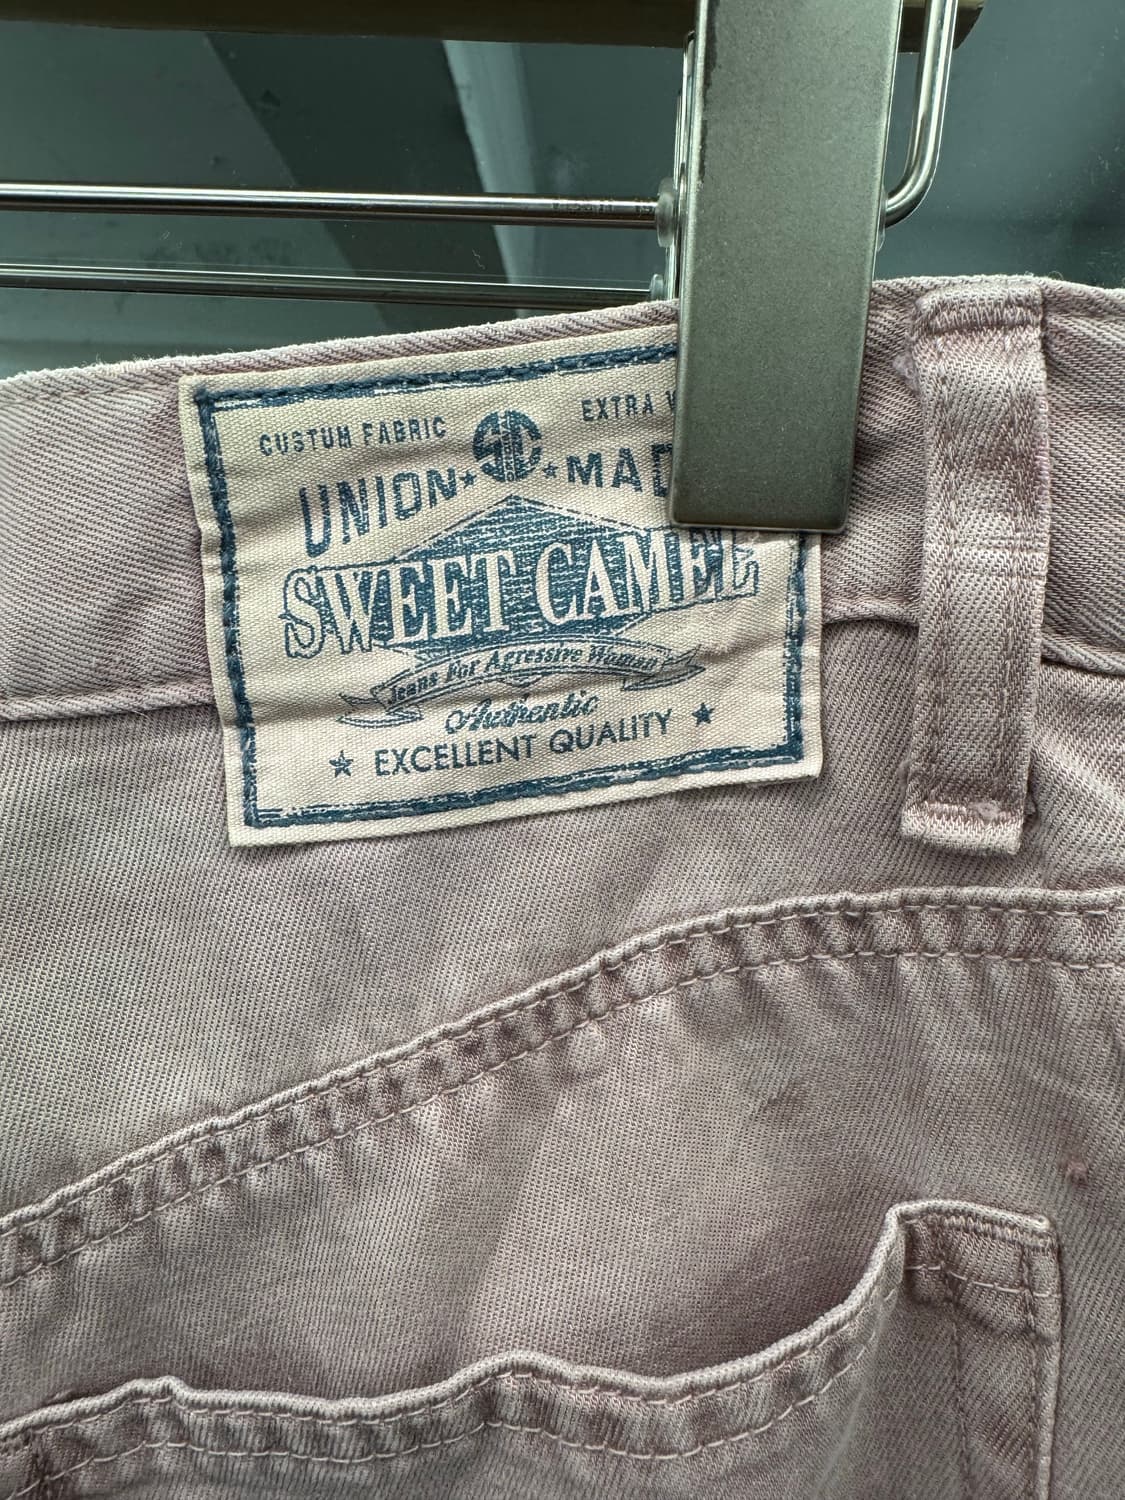 CUSTUM FABRIC SC EXTRA
UNION ★ ★ MAD
SWEET CAMEL
Jeans For Agressive Woman
Authentic
★ EXCELLENT QUALITY ★